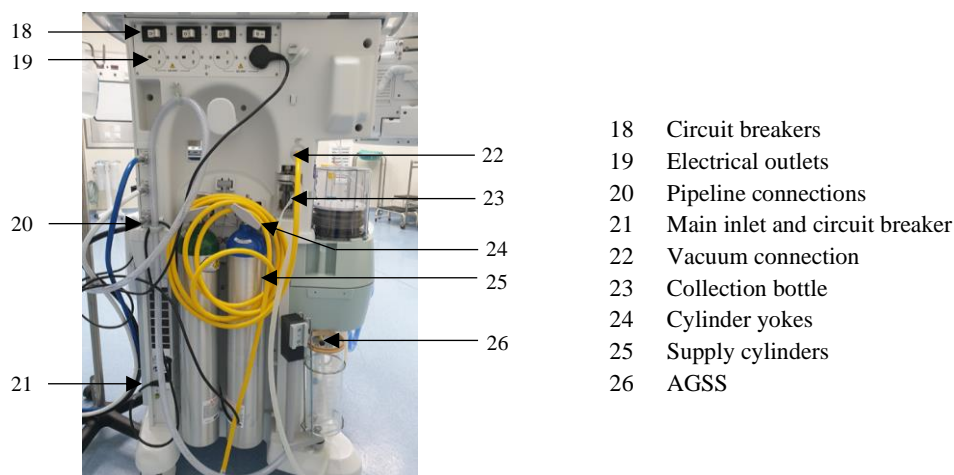 18
19
20
21
22
23
24
25
26
18 Circuit breakers
19 Electrical outlets
20 Pipeline connections
21 Main inlet and circuit breaker
22 Vacuum connection
23 Collection bottle
24 Cylinder yokes
25 Supply cylinders
26 AGSS